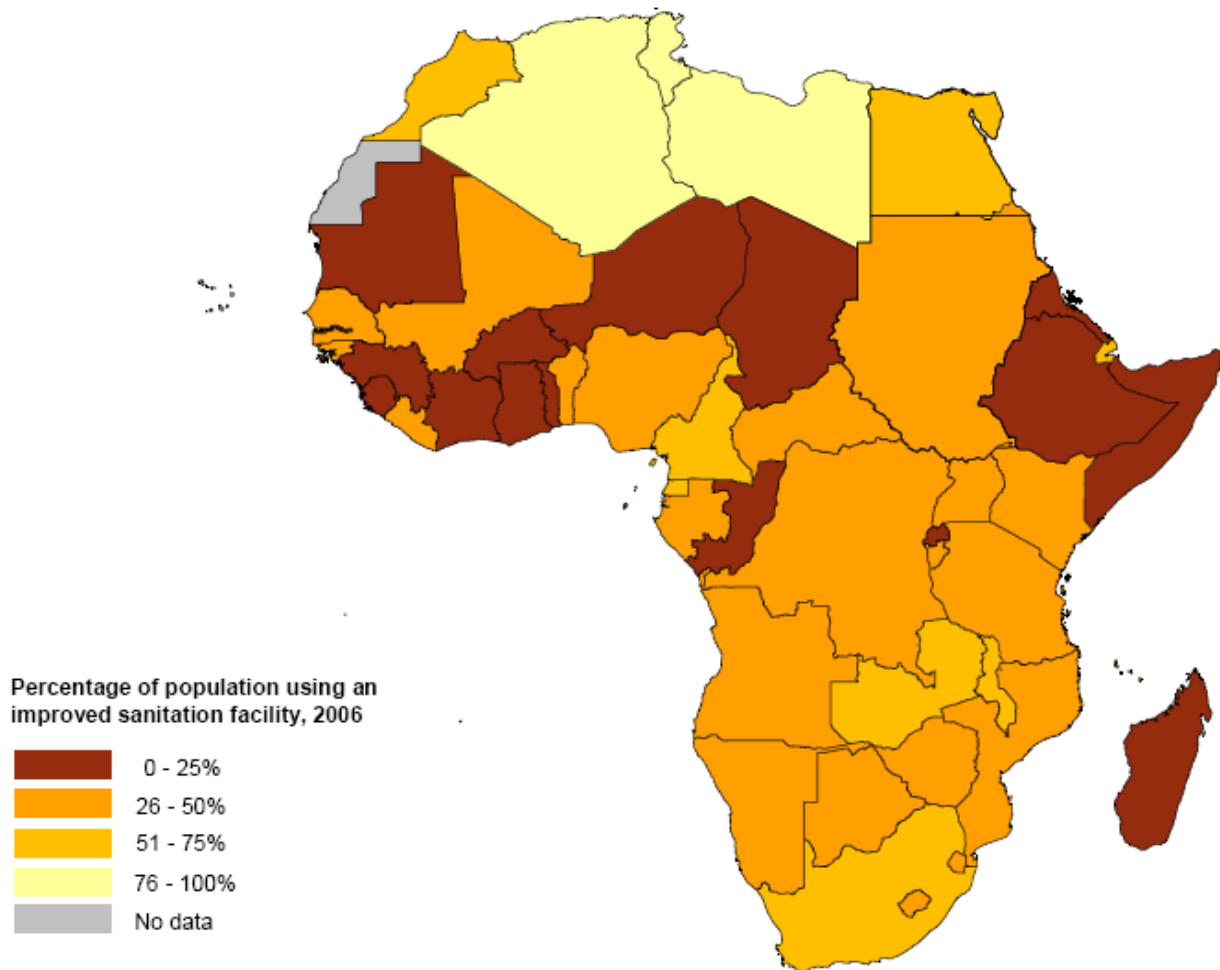 Percentage of population using an
improved sanitation facility, 2006
0 - 25%
26 - 50%
51 - 75%
76 - 100%
No data